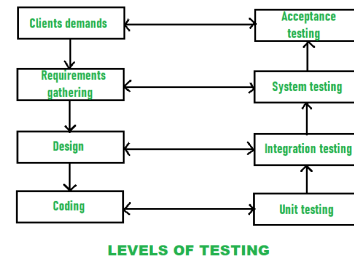 Clients demands
Acceptance
testing
Requirements
gathering
System testing
Design
Integration testing
Coding
Unit testing
LEVELS OF TESTING